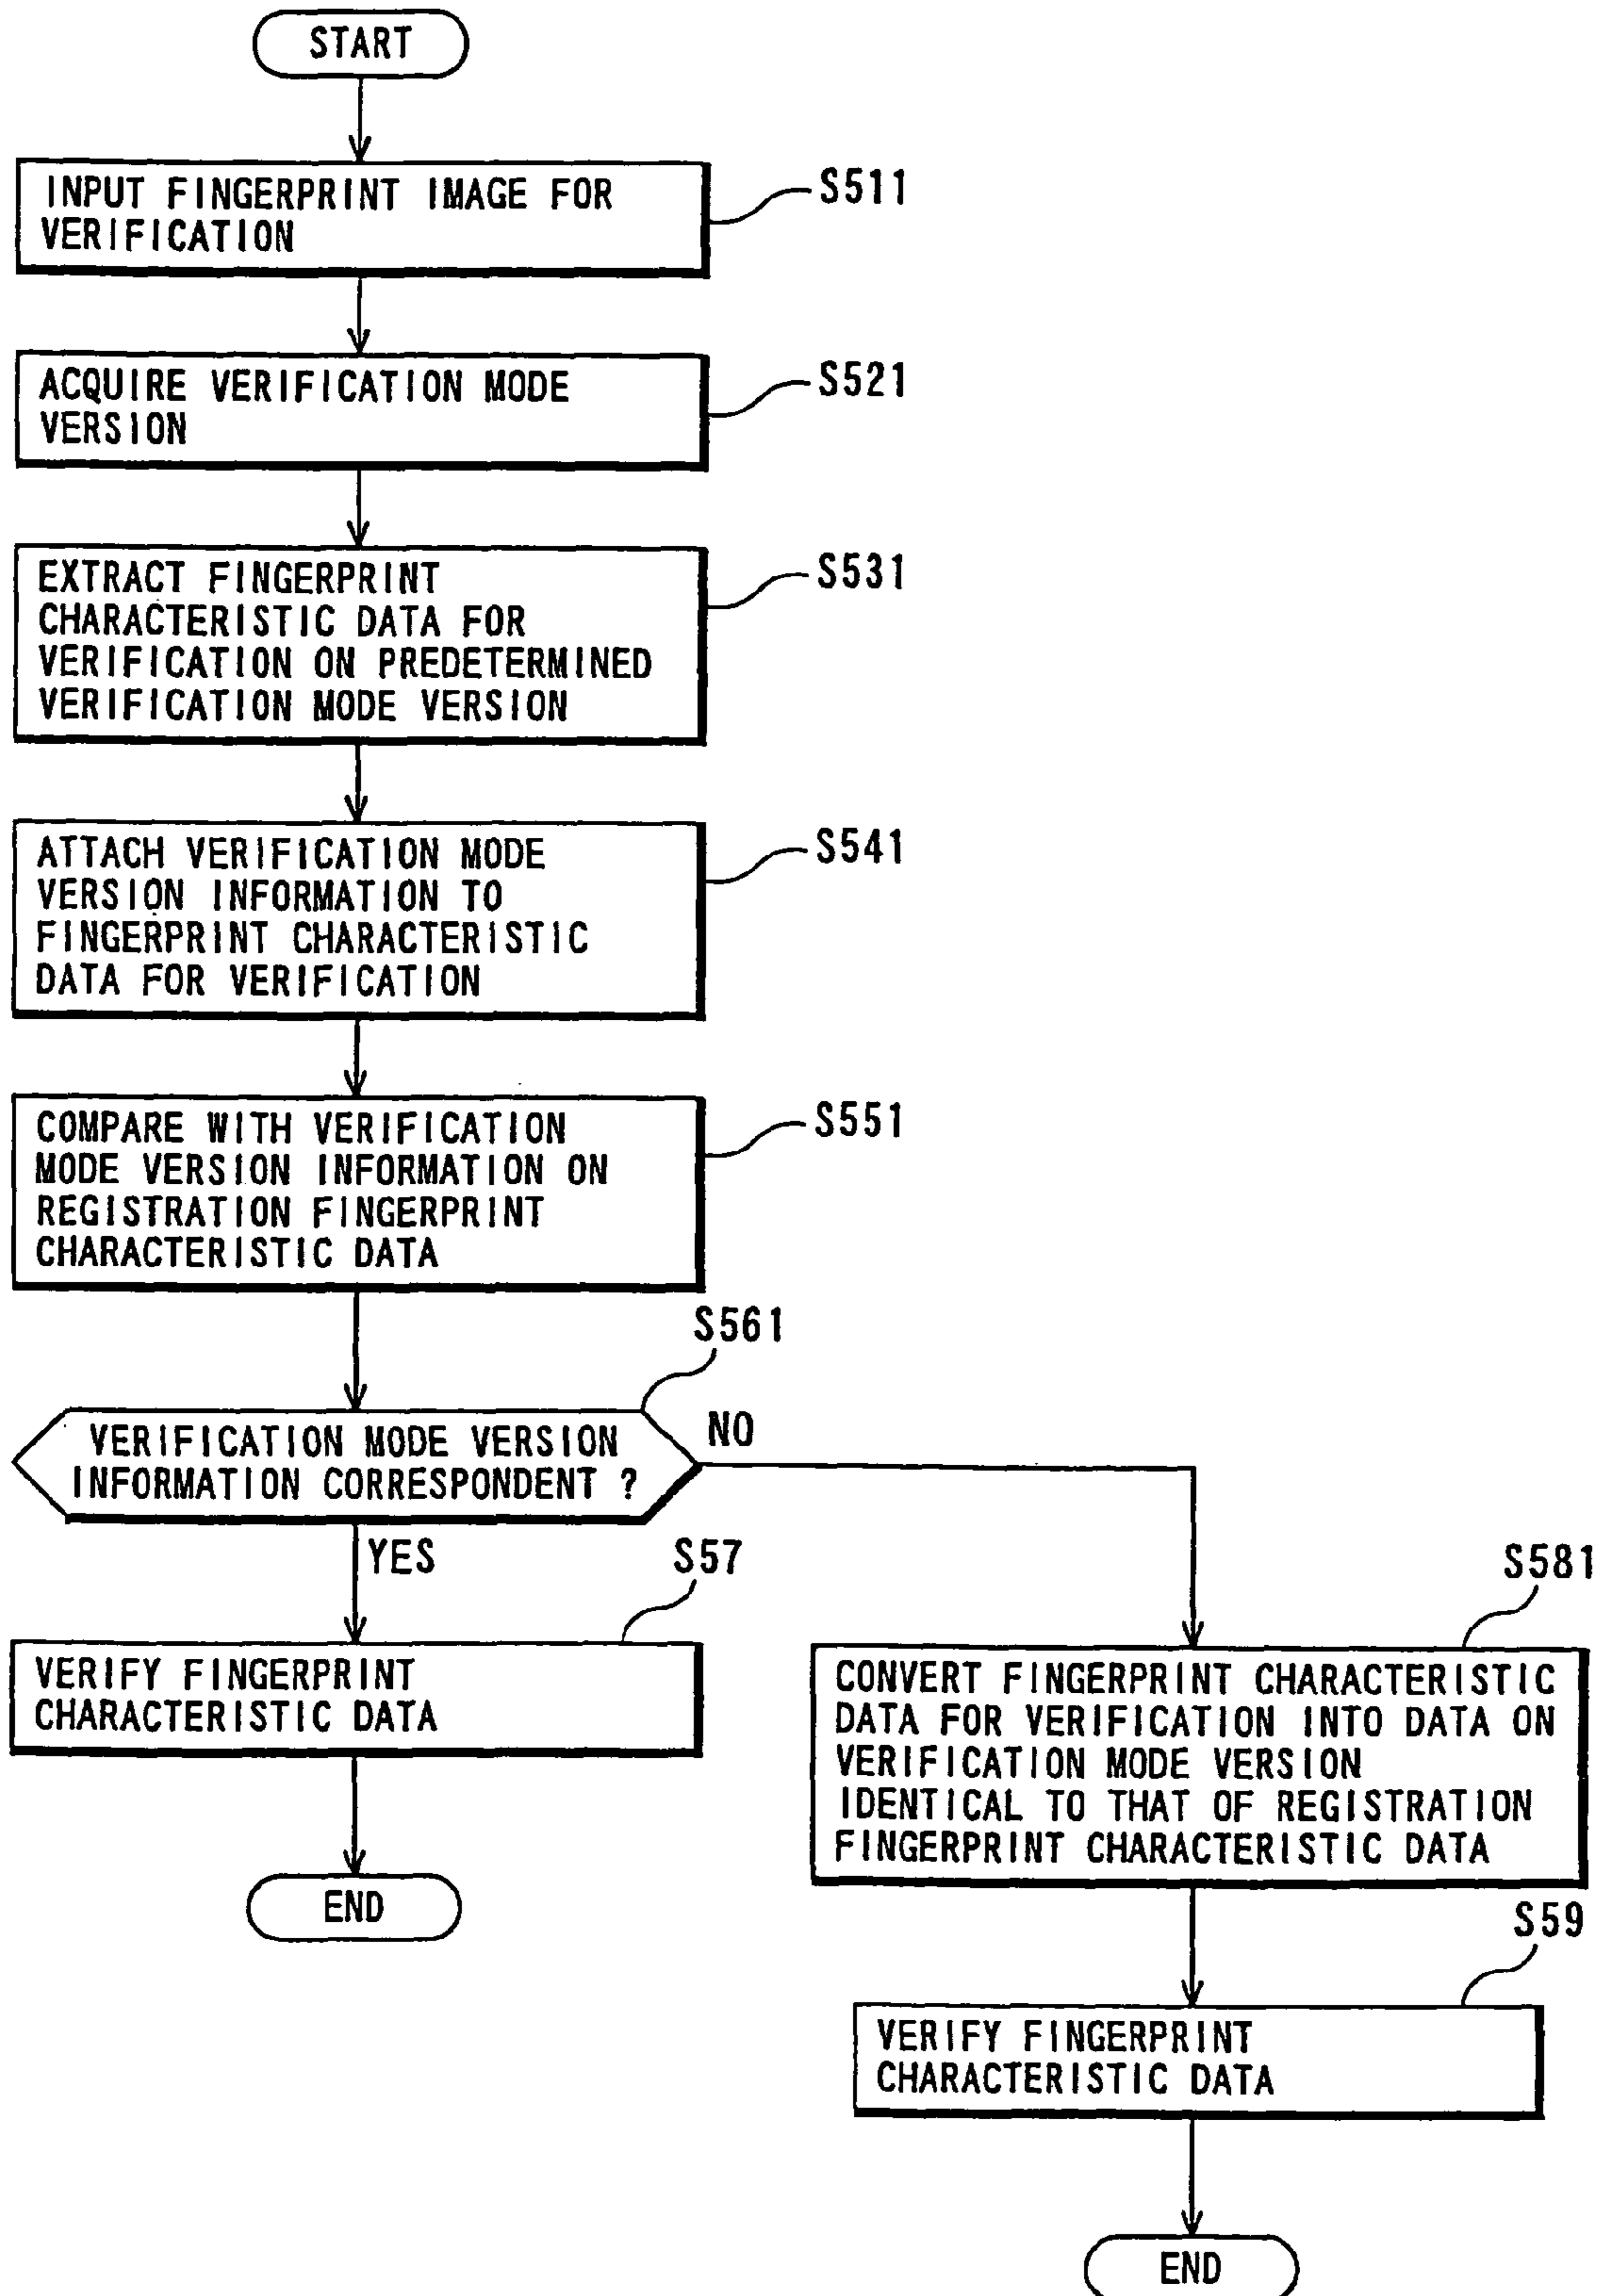 START
INPUT FINGERPRINT IMAGE FOR
VERIFICATION
S511
ACQUIRE VERIFICATION MODE
VERSION
S521
EXTRACT FINGERPRINT
CHARACTERISTIC DATA FOR
VERIFICATION ON PREDETERMINED
VERIFICATION MODE VERSION
S531
ATTACH VERIFICATION MODE
VERSION INFORMATION TO
FINGERPRINT CHARACTERISTIC
DATA FOR VERIFICATION
S541
COMPARE WITH VERIFICATION
MODE VERSION INFORMATION ON
REGISTRATION FINGERPRINT
CHARACTERISTIC DATA
S551
S561
VERIFICATION MODE VERSION
INFORMATION CORRESPONDENT ?
NO
YES
S57
VERIFY FINGERPRINT
CHARACTERISTIC DATA
END
S581
CONVERT FINGERPRINT CHARACTERISTIC
DATA FOR VERIFICATION INTO DATA ON
VERIFICATION MODE VERSION
IDENTICAL TO THAT OF REGISTRATION
FINGERPRINT CHARACTERISTIC DATA
S59
VERIFY FINGERPRINT
CHARACTERISTIC DATA
END